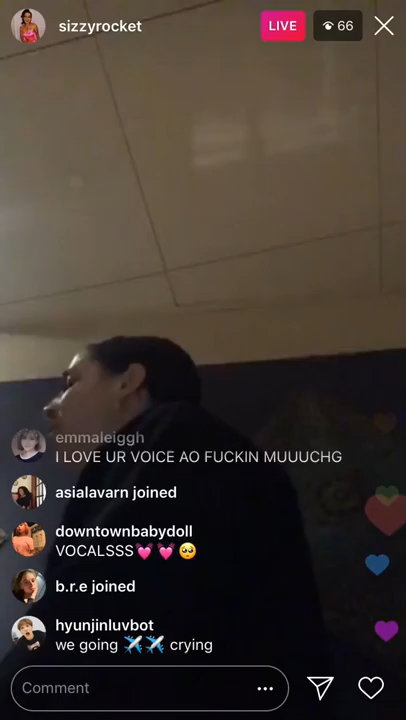 sizzyrocket
LIVE
66
emmaleiggh
I LOVE UR VOICE AO FUCKIN MUUUCHG
asialavarn joined
downtownbabydoll
VOCALSSS💓💓🥺
b.r.e joined
hyunjinluvbot
we going ✈️✈️ crying
Comment